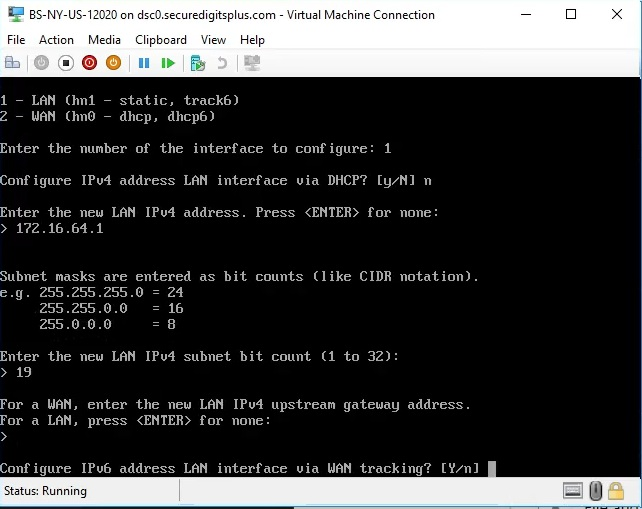 BS-NY-US-12020 on dsc0.securedigitsplus.com - Virtual Machine Connection
File Action Media Clipboard View Help
1 - LAN (hn1 - static, track6)
2 - WAN (hn0 - dhcp, dhcp6)
Enter the number of the interface to configure: 1
Configure IPv4 address LAN interface via DHCP? [y/N] n
Enter the new LAN IPv4 address. Press <ENTER> for none:
> 172.16.64.1
Subnet masks are entered as bit counts (like CIDR notation).
e.g. 255.255.255.0 = 24
255.255.0.0 = 16
255.0.0.0 = 8
Enter the new LAN IPv4 subnet bit count (1 to 32):
> 19
For a WAN, enter the new LAN IPv4 upstream gateway address.
For a LAN, press <ENTER> for none:
>
Configure IPv6 address LAN interface via WAN tracking? [Y/n]
Status: Running